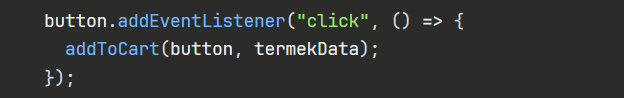 button.addEventListener("click", () => {
  addToCart(button, termekData);
});